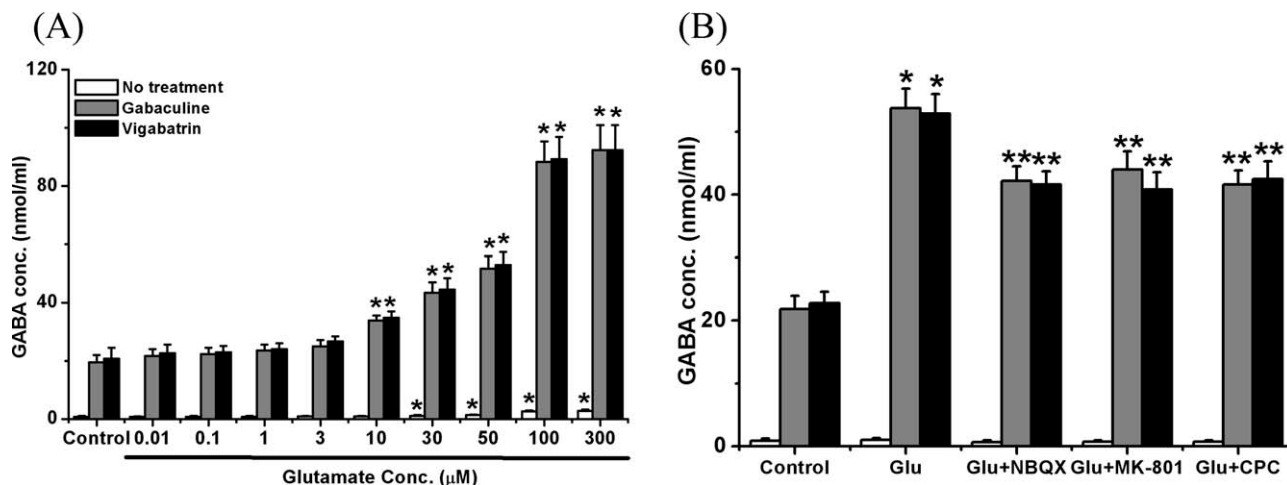 (A)
120
80
40
0
GABA conc. (nmol/ml)
No treatment
Gabaculine
Vigabatrin
* *
* *
* *
* *
**
* * * *
Control 0.01 0.1 1 3 10 30 50 100 300
Glutamate Conc. (μM)
(B)
60
40
20
0
GABA conc. (nmol/ml)
* *
** ** ** ** ** **
Control Glu Glu+NBQX Glu+MK-801 Glu+CPC